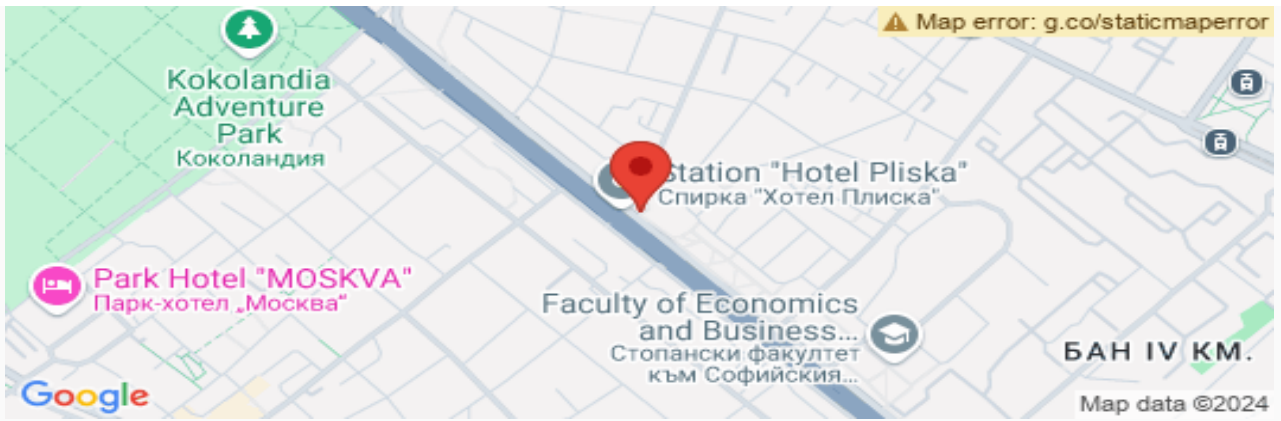 Map error: g.co/staticmaperror
Kokolandia
Adventure
Park
Коколандия
Station "Hotel Pliska"
Спирка "Хотел Плиска"
Park Hotel "MOSKVA"
Парк-хотел „Москва“
Faculty of Economics
and Business...
Стопански факултет
към Софийския...
БАН IV КМ.
Google
Map data ©2024